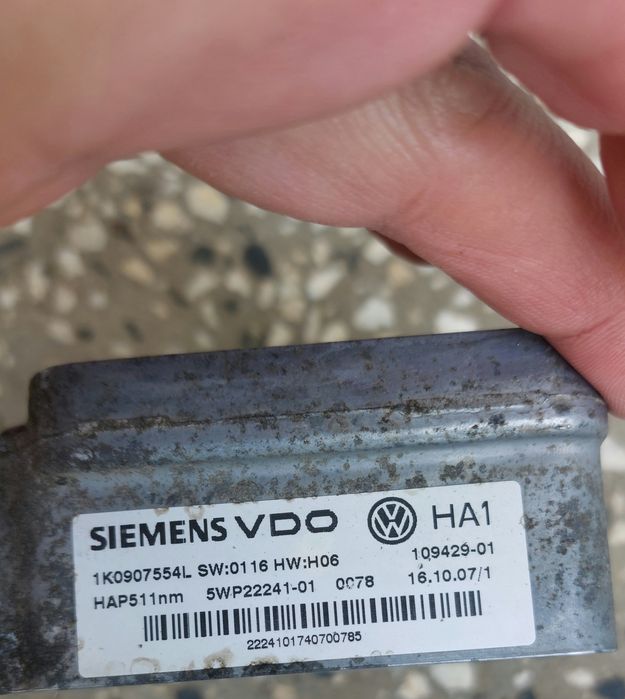 SIEMENS VDO HA1
1K0907554L SW:0116 HW:H06 109429-01
HAP511nm 5WP22241-01 0078 16.10.07/1
2224101740700785